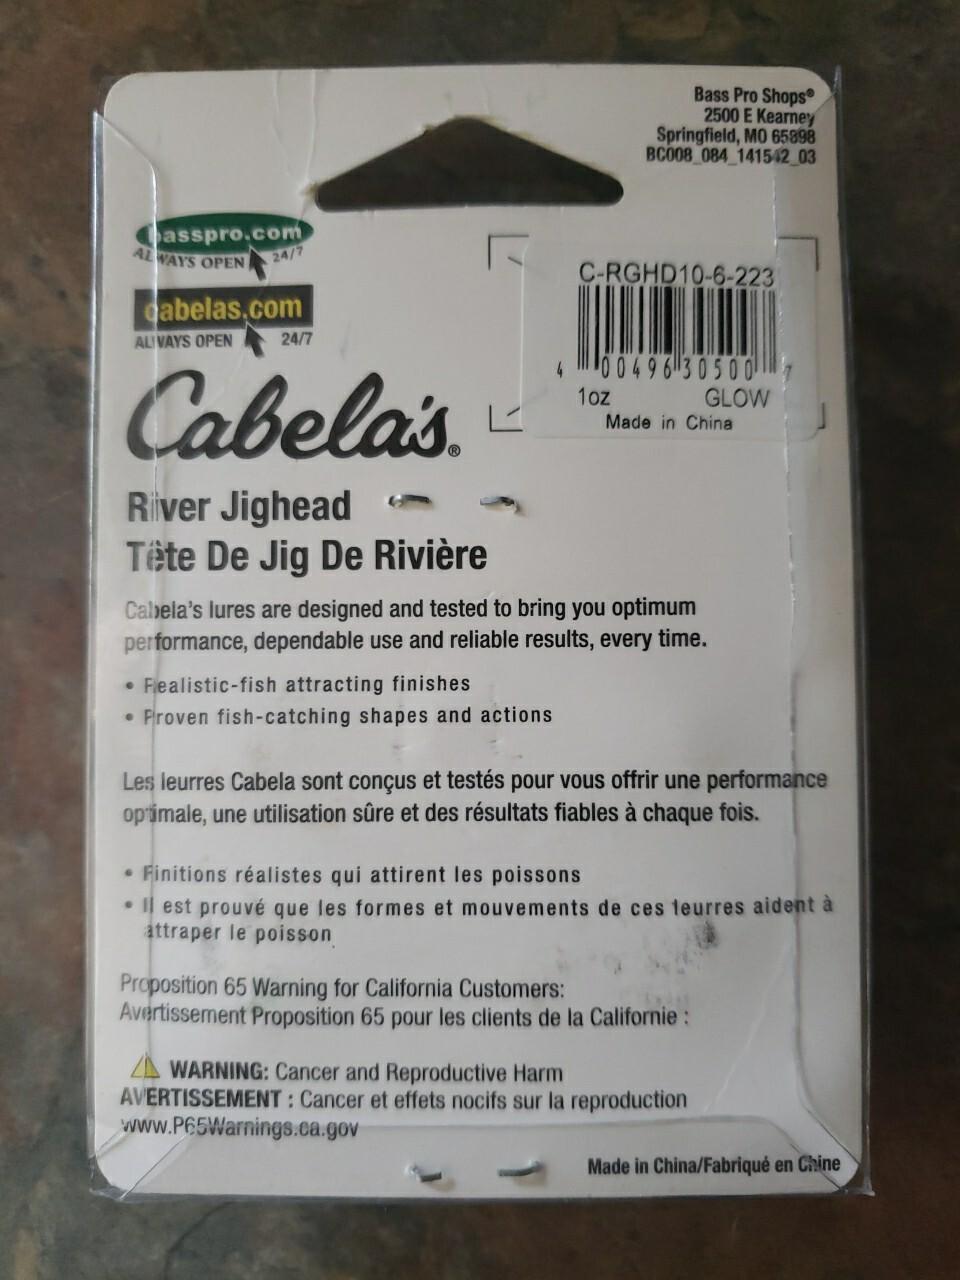 Bass Pro Shops®
2500 E Kearney
Springfield, MO 65898
BC008_084_141542_03
basspro.com
ALWAYS OPEN 24/7
cabelas.com
ALWAYS OPEN 24/7
C-RGHD10-6-223
4 00496 30500 7
1oz GLOW
Made in China
Cabela's®
River Jighead
Tête De Jig De Rivière
Cabela's lures are designed and tested to bring you optimum
performance, dependable use and reliable results, every time.
• Realistic-fish attracting finishes
• Proven fish-catching shapes and actions
Les leurres Cabela sont conçus et testés pour vous offrir une performance
optimale, une utilisation sûre et des résultats fiables à chaque fois.
• Finitions réalistes qui attirent les poissons
• Il est prouvé que les formes et mouvements de ces leurres aident à
attraper le poisson
Proposition 65 Warning for California Customers:
Avertissement Proposition 65 pour les clients de la Californie :
WARNING: Cancer and Reproductive Harm
AVERTISSEMENT : Cancer et effets nocifs sur la reproduction
www.P65Warnings.ca.gov
Made in China/Fabriqué en Chine